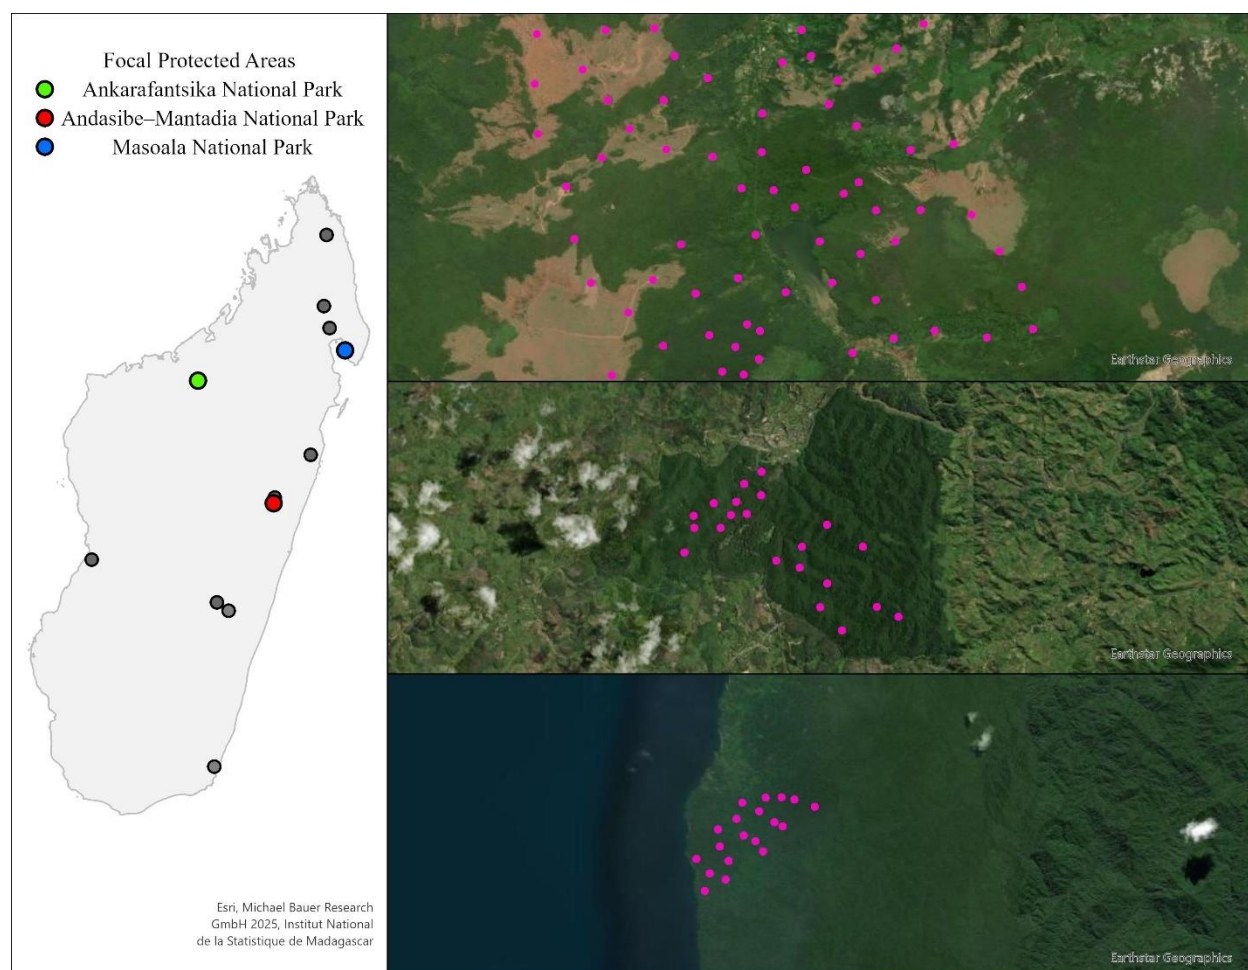 Focal Protected Areas
Ankarafantsika National Park
Andasibe–Mantadia National Park
Masoala National Park
Esri, Michael Bauer Research
GmbH 2025, Institut National
de la Statistique de Madagascar
Earthstar Geographics
Earthstar Geographics
Earthstar Geographics